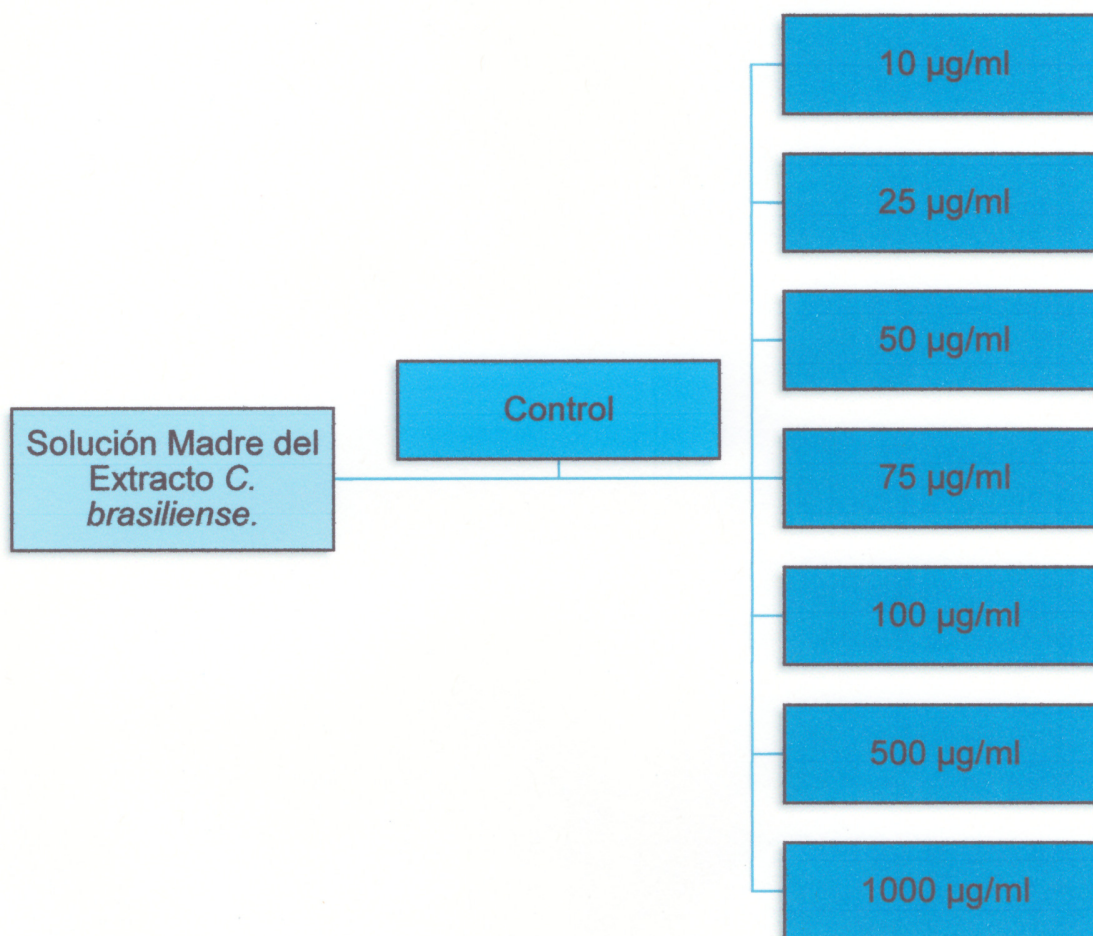 Solución Madre del
Extracto C.
brasiliense.
Control
10 µg/ml
25 µg/ml
50 µg/ml
75 µg/ml
100 µg/ml
500 µg/ml
1000 µg/ml